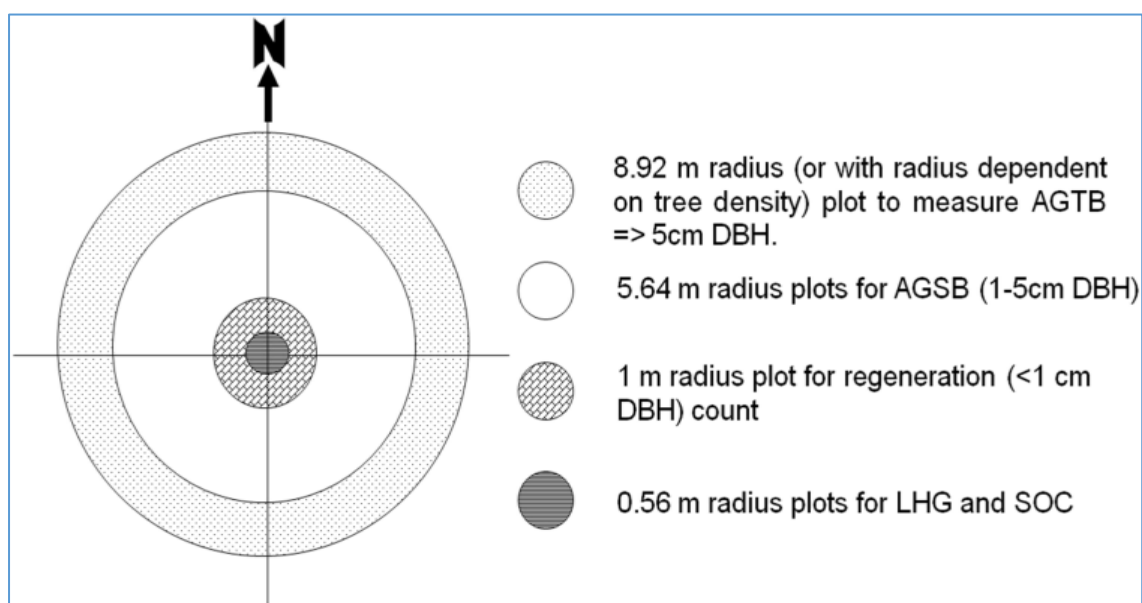 N
8.92 m radius (or with radius dependent
on tree density) plot to measure AGTB
=> 5cm DBH.
5.64 m radius plots for AGSB (1-5cm DBH)
1 m radius plot for regeneration (<1 cm
DBH) count
0.56 m radius plots for LHG and SOC